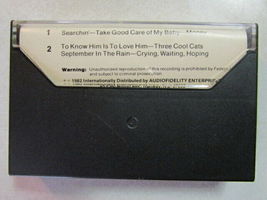 1 Searchin'—Take Good Care of My Baby—Money
2 To Know Him Is To Love Him—Three Cool Cats
September In The Rain—Crying, Waiting, Hoping
Warning: Unauthorized reproduction of this recording is prohibited by Federal
and subject to criminal prosecution.
1982 Internationally Distributed by AUDIOFIDELITY ENTERPRISES